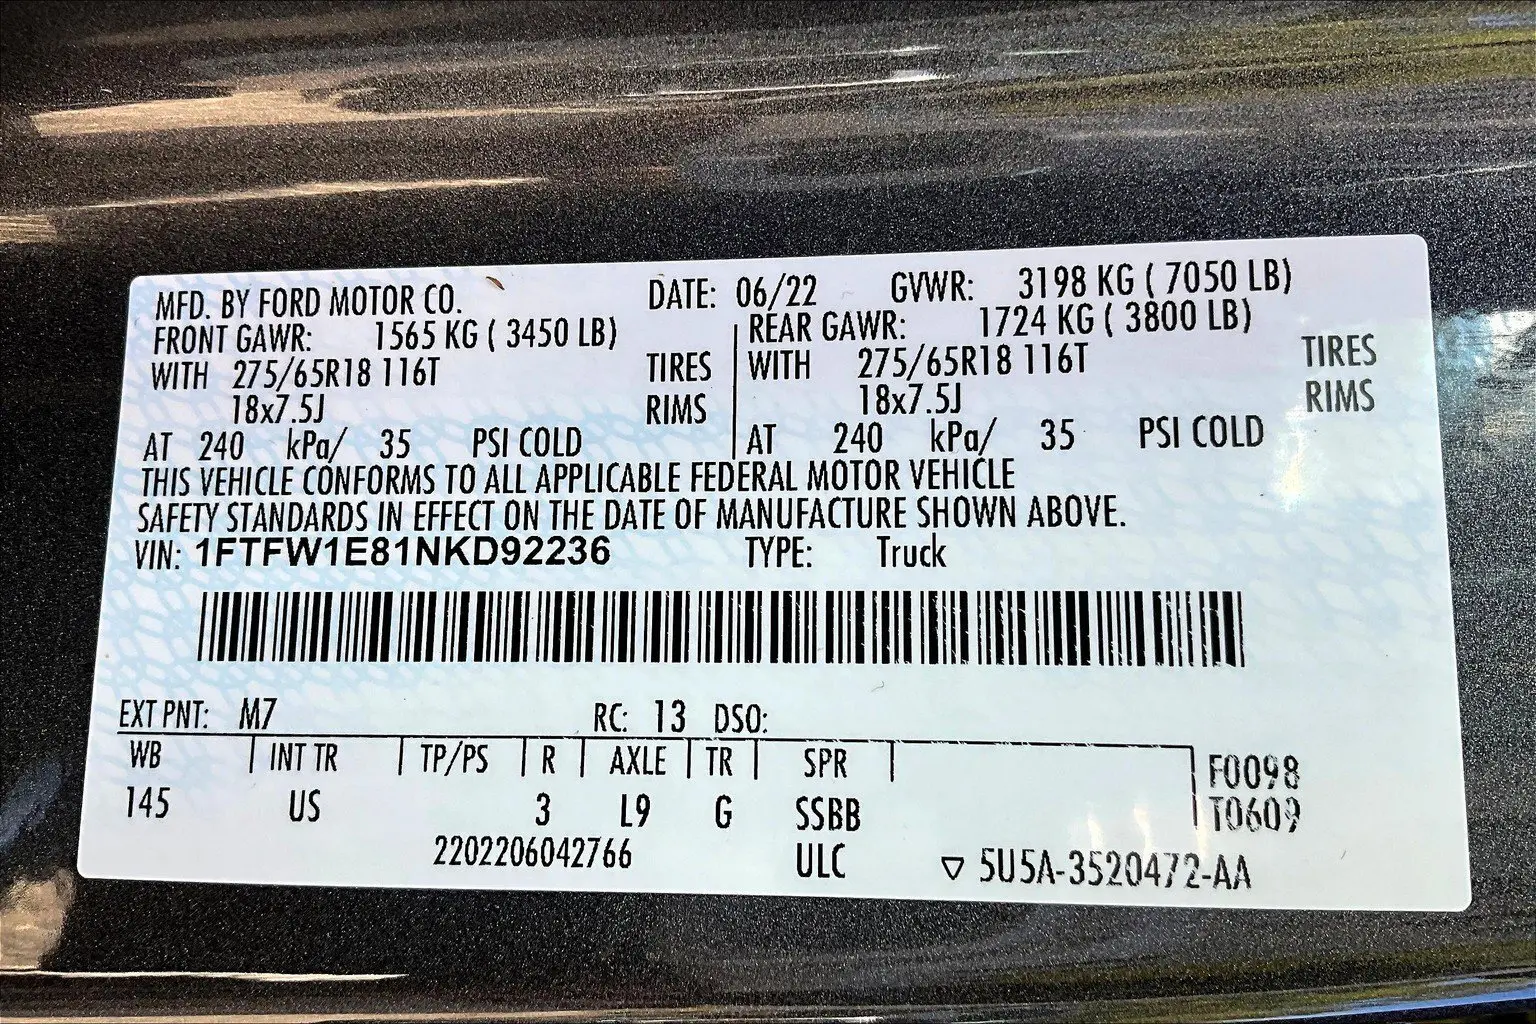 MFD. BY FORD MOTOR CO. DATE: 06/22 GVWR: 3198 KG ( 7050 LB)
FRONT GAWR: 1565 KG ( 3450 LB) REAR GAWR: 1724 KG ( 3800 LB)
WITH 275/65R18 116T TIRES WITH 275/65R18 116T TIRES
18x7.5J RIMS 18x7.5J RIMS
AT 240 kPa/ 35 PSI COLD AT 240 kPa/ 35 PSI COLD
THIS VEHICLE CONFORMS TO ALL APPLICABLE FEDERAL MOTOR VEHICLE
SAFETY STANDARDS IN EFFECT ON THE DATE OF MANUFACTURE SHOWN ABOVE.
VIN: 1FTFW1E81NKD92236 TYPE: Truck
EXT PNT: M7 RC: 13 DSO:
WB INT TR TP/PS R AXLE TR SPR F0098
145 US 3 L9 G SSBB T0609
2202206042766 ULC ▽ 5U5A-3520472-AA